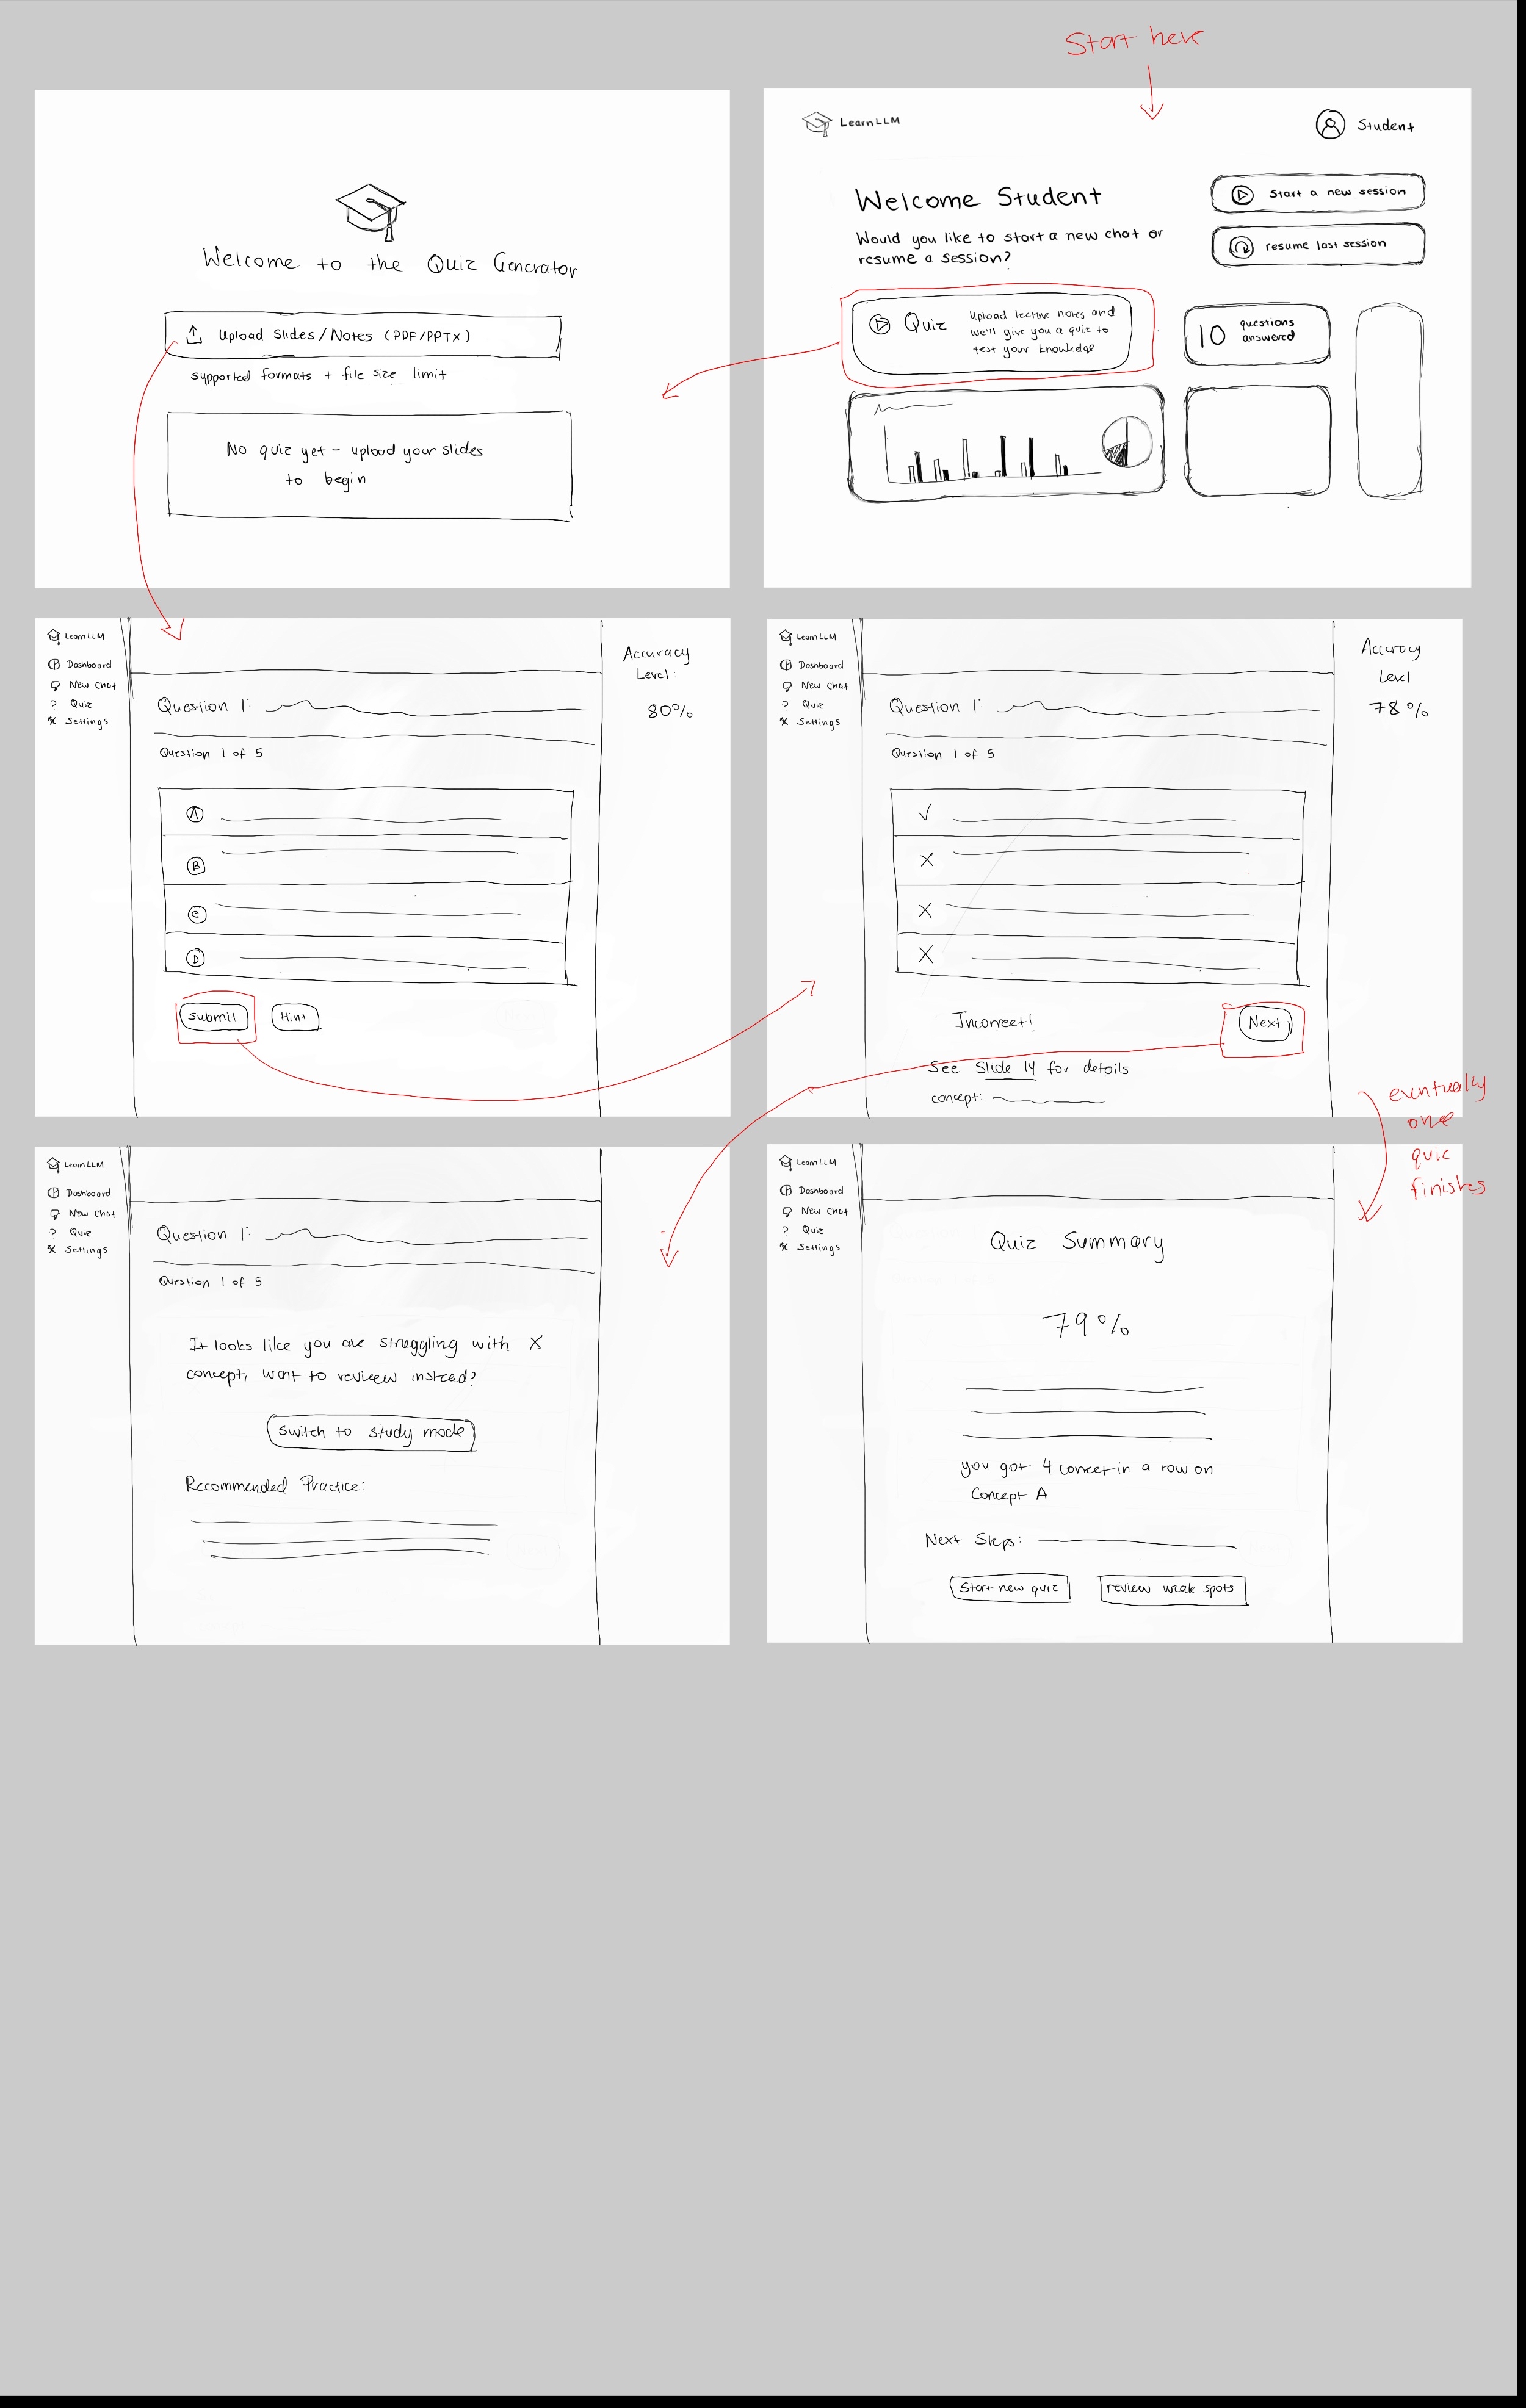 Start here
LearnLLM
Student
Welcome Student
Would you like to start a new chat or
resume a session?
Start a new session
resume last session
Quiz
Upload lecture notes and
we'll give you a quiz to
test your knowledge
10
questions
answered
Welcome to the Quiz Generator
Upload Slides/Notes (PDF/PPTX)
supported formats + file size limit
No quiz yet - upload your slides
to begin
LearnLLM
Dashboard
New Chat
? Quiz
Settings
Question 1:
Question 1 of 5
A
B
C
D
Submit
Hint
Accuracy
Level:
80%
LearnLLM
Dashboard
New Chat
? Quiz
Settings
Question 1:
Question 1 of 5
✓
X
X
X
Incorrect!
Next
See Slide 14 for details
concept:
Accuracy
Level
78%
eventually
once
quiz
finishes
LearnLLM
Dashboard
New Chat
? Quiz
Settings
Question 1:
Question 1 of 5
It looks like you are struggling with X
concept, want to review instead?
Switch to study mode
Recommended Practice:
LearnLLM
Dashboard
New Chat
? Quiz
Settings
Quiz Summary
79%
you got 4 correct in a row on
Concept A
Next Steps:
Start new quiz
review weak spots